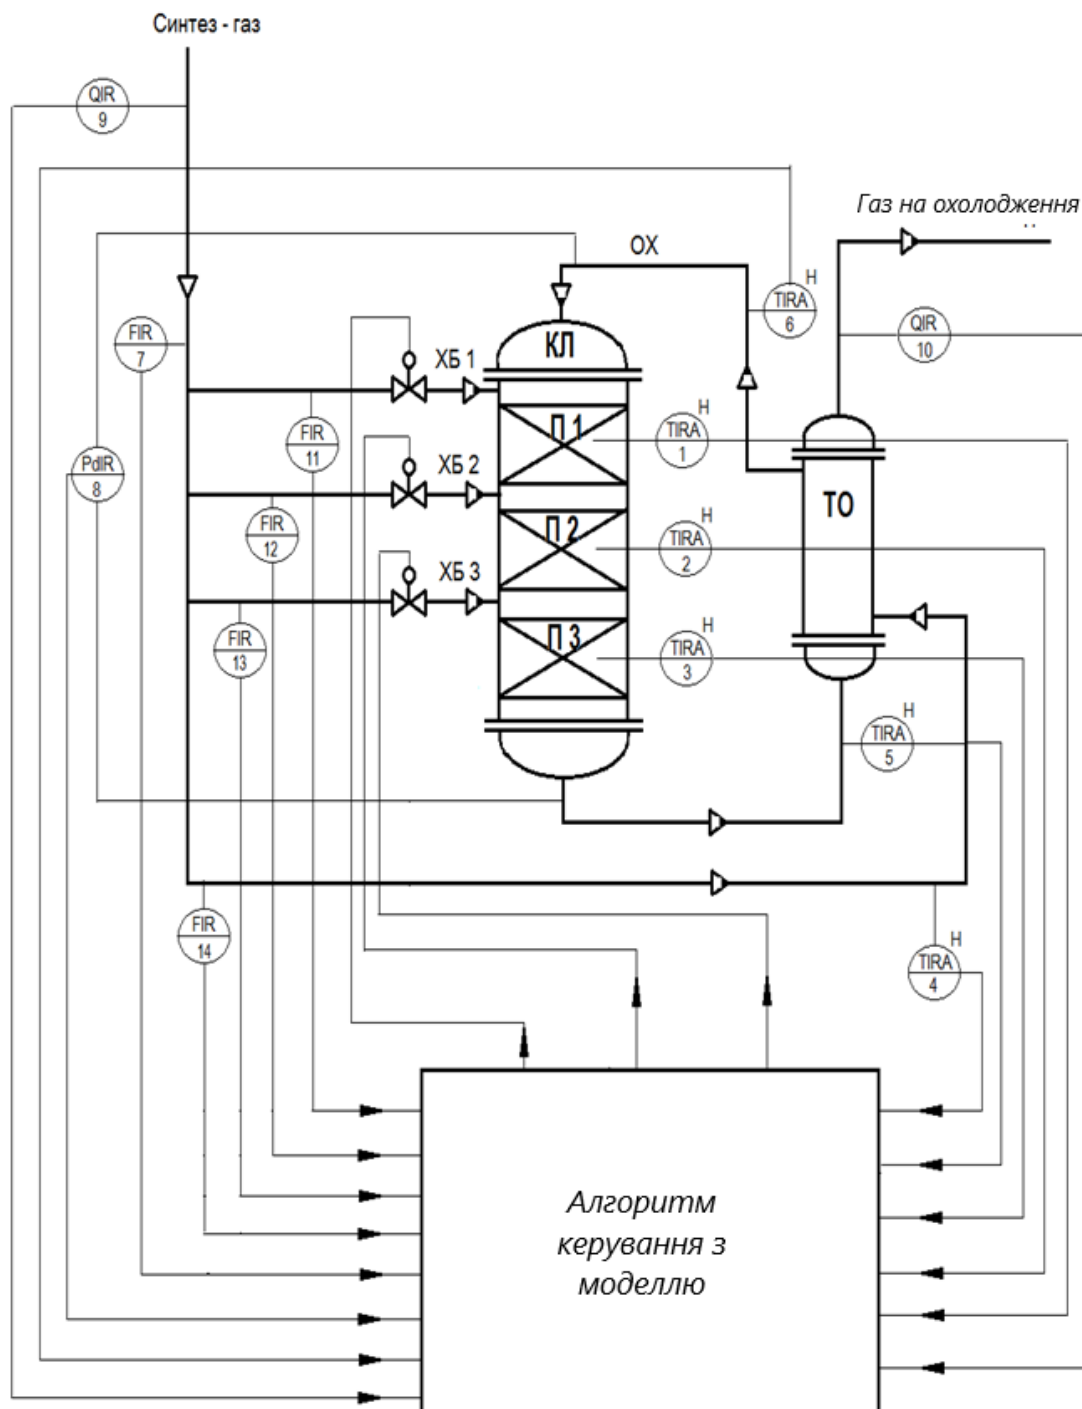 Синтез - газ
QIR
9
Газ на охолодження
ОХ
H
TIRA
6
FIR
7
QIR
10
КЛ
ХБ 1
H
П 1
TIRA
1
FIR
11
PdIR
8
ХБ 2
H
ТО
FIR
12
П 2
TIRA
2
ХБ 3
H
FIR
13
П 3
TIRA
3
H
TIRA
5
FIR
14
H
TIRA
4
Алгоритм
керування з
моделлю